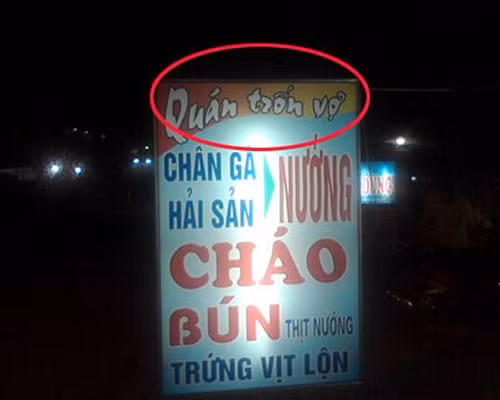 Quán trốn vợ
CHÂN GÀ
HẢI SẢN
NƯỚNG
CHÁO
BÚN THỊT NƯỚNG
TRỨNG VỊT LỘN